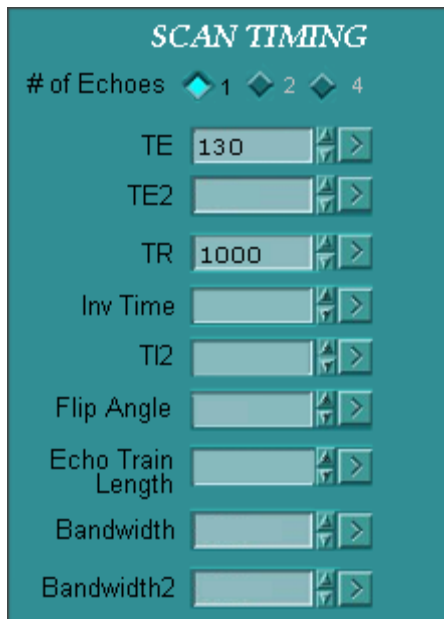 SCAN TIMING
# of Echoes 1 2 4
TE 130
TE2
TR 1000
Inv Time
TI2
Flip Angle
Echo Train
Length
Bandwidth
Bandwidth2